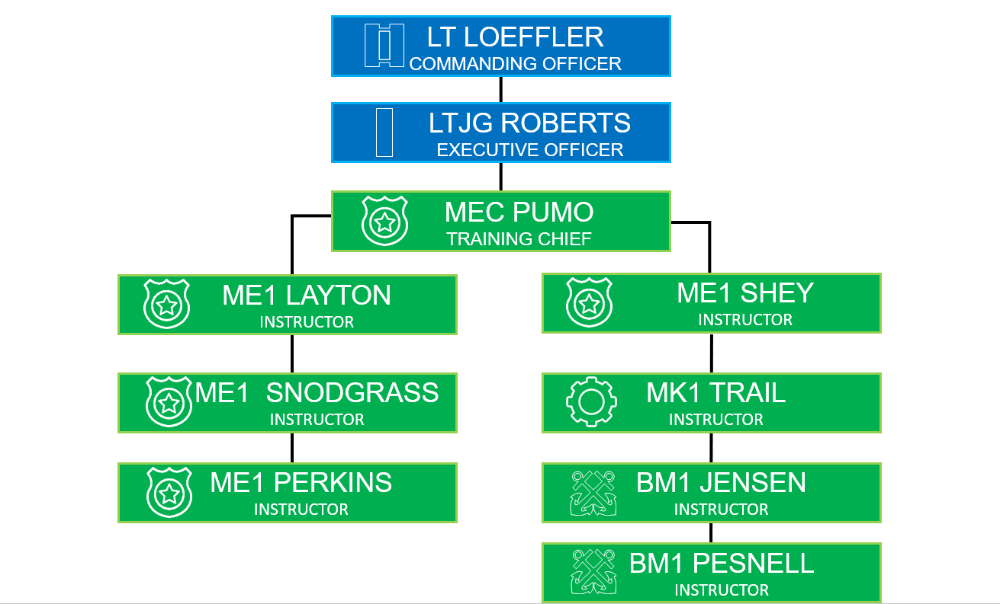 LT LOEFFLER
COMMANDING OFFICER
LTJG ROBERTS
EXECUTIVE OFFICER
MEC PUMO
TRAINING CHIEF
ME1 LAYTON
INSTRUCTOR
ME1 SHEY
INSTRUCTOR
ME1  SNODGRASS
INSTRUCTOR
MK1 TRAIL
INSTRUCTOR
ME1 PERKINS
INSTRUCTOR
BM1 JENSEN
INSTRUCTOR
BM1 PESNELL
INSTRUCTOR